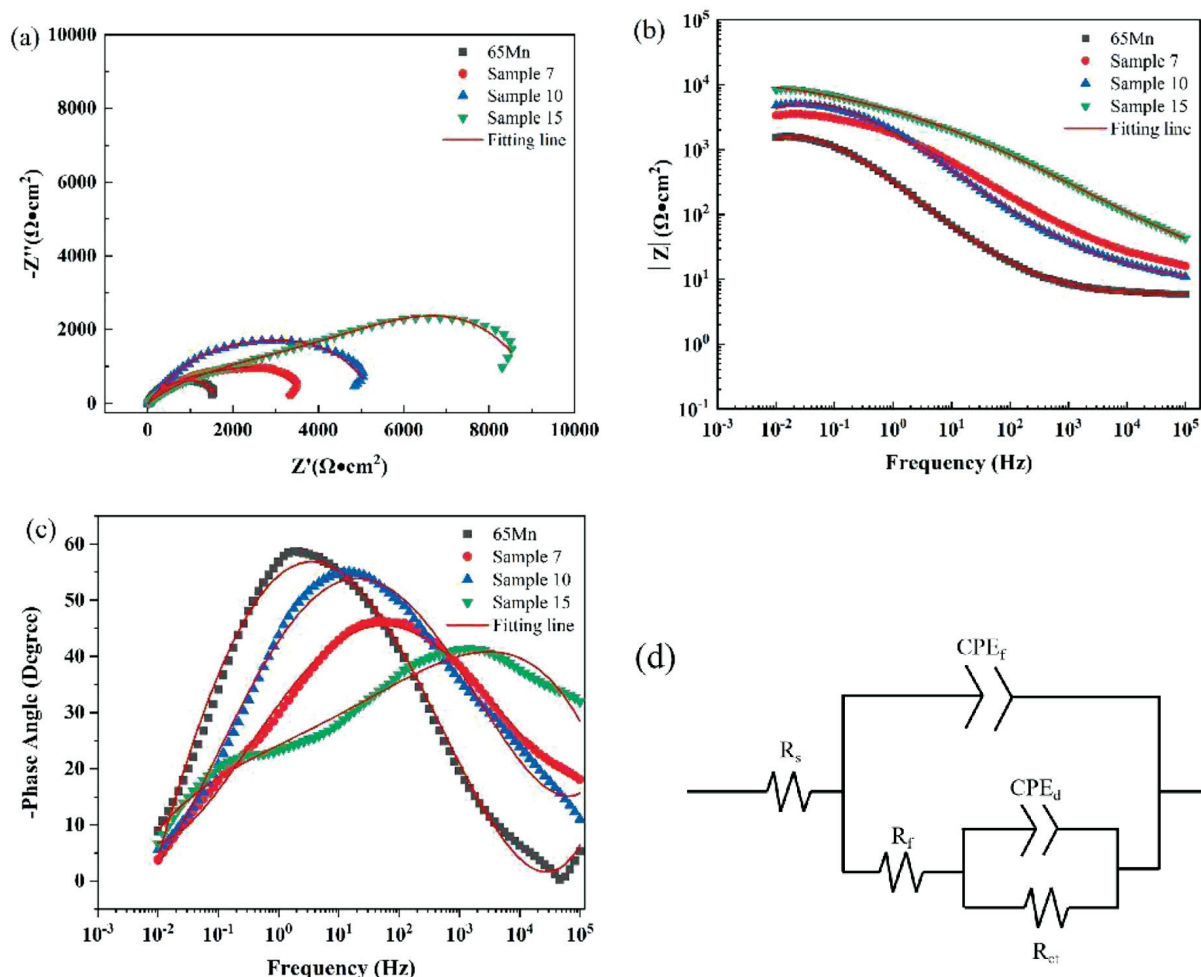 (a)
10000
8000
6000
4000
2000
0
-Z''(Ω•cm²)
0 2000 4000 6000 8000 10000
Z'(Ω•cm²)
65Mn
Sample 7
Sample 10
Sample 15
Fitting line
(b)
10⁵
10⁴
10³
10²
10¹
10⁰
10⁻¹
|Z|(Ω•cm²)
10⁻³ 10⁻² 10⁻¹ 10⁰ 10¹ 10² 10³ 10⁴ 10⁵
Frequency (Hz)
65Mn
Sample 7
Sample 10
Sample 15
Fitting line
(c)
60
50
40
30
20
10
0
-Phase Angle (Degree)
10⁻³ 10⁻² 10⁻¹ 10⁰ 10¹ 10² 10³ 10⁴ 10⁵
Frequency (Hz)
65Mn
Sample 7
Sample 10
Sample 15
Fitting line
(d)
CPE_f
R_s
CPE_d
R_f
R_ct